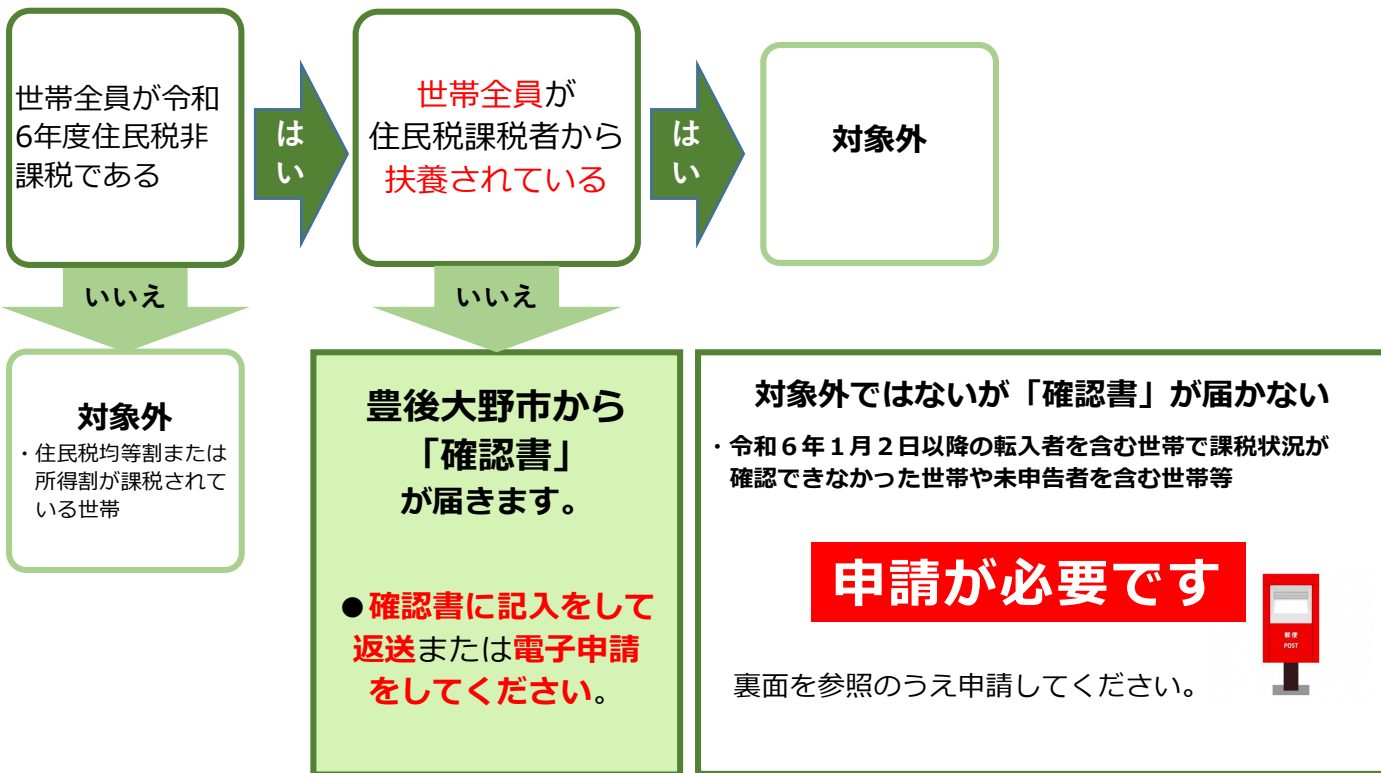 世帯全員が令和
6年度住民税非
課税である
は
い
世帯全員が
住民税課税者から
扶養されている
は
い
対象外
いいえ
いいえ
対象外
・住民税均等割または
所得割が課税されて
いる世帯
豊後大野市から
「確認書」
が届きます。
●確認書に記入をして
返送または電子申請
をしてください。
対象外ではないが「確認書」が届かない
・令和６年１月２日以降の転入者を含む世帯で課税状況が
確認できなかった世帯や未申告者を含む世帯等
申請が必要です
郵便
POST
裏面を参照のうえ申請してください。